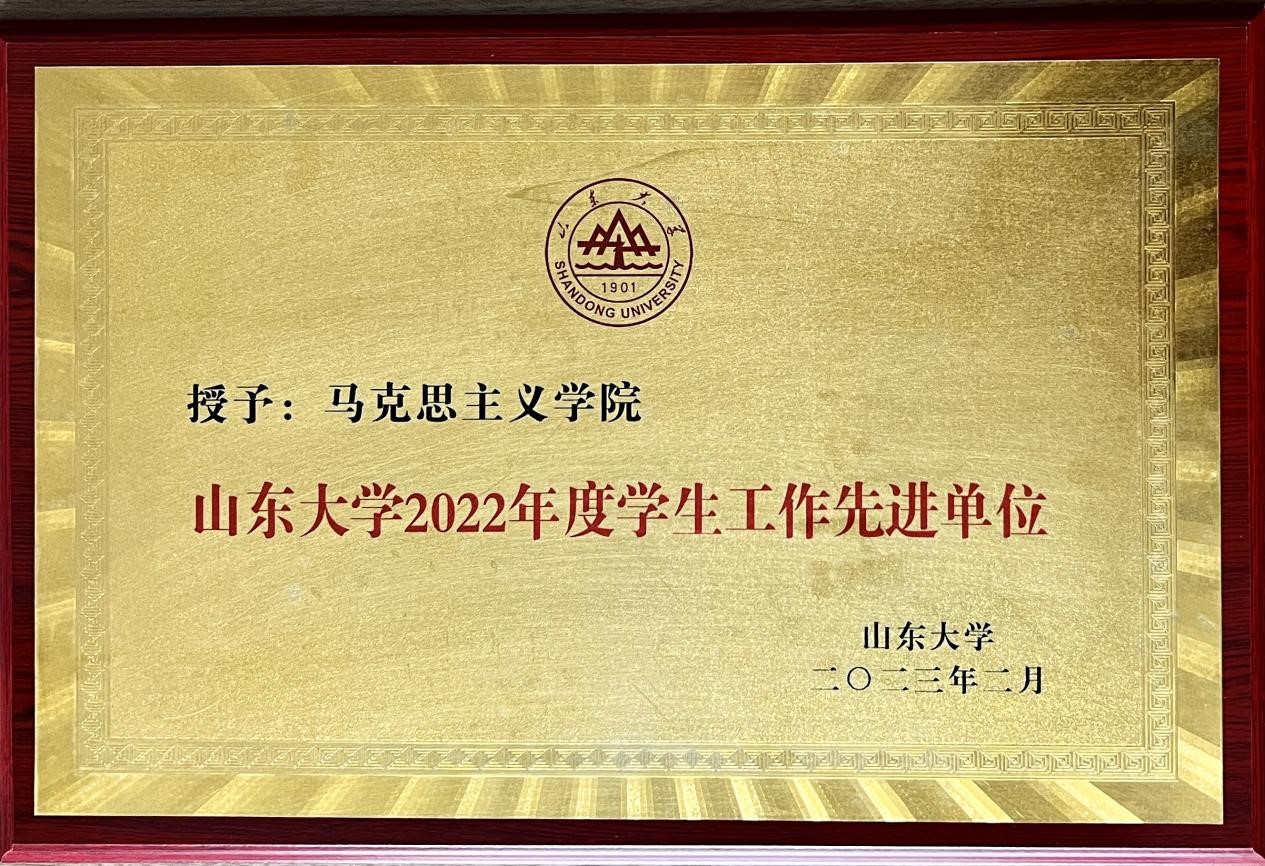 山东大学
1901
SHANDONG UNIVERSITY
授予：马克思主义学院
山东大学2022年度学生工作先进单位
山东大学
二〇二三年二月